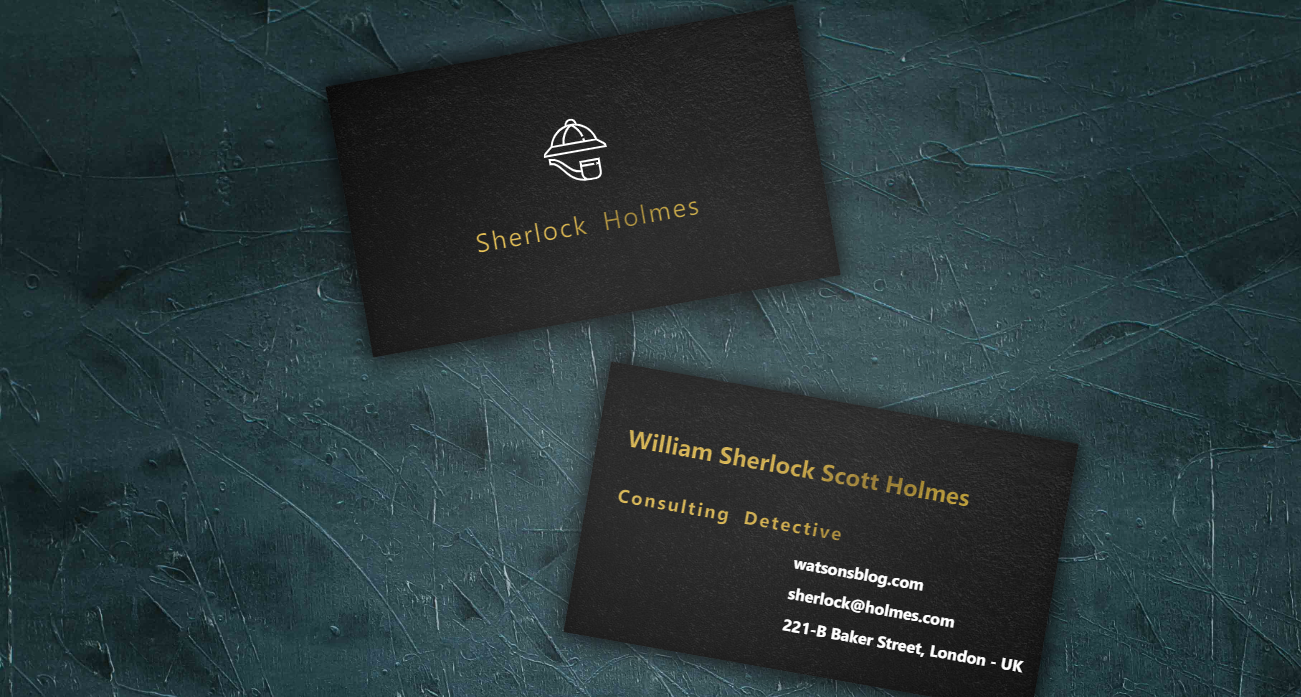 Sherlock Holmes
William Sherlock Scott Holmes
Consulting Detective
watsonsblog.com
sherlock@holmes.com
221-B Baker Street, London - UK